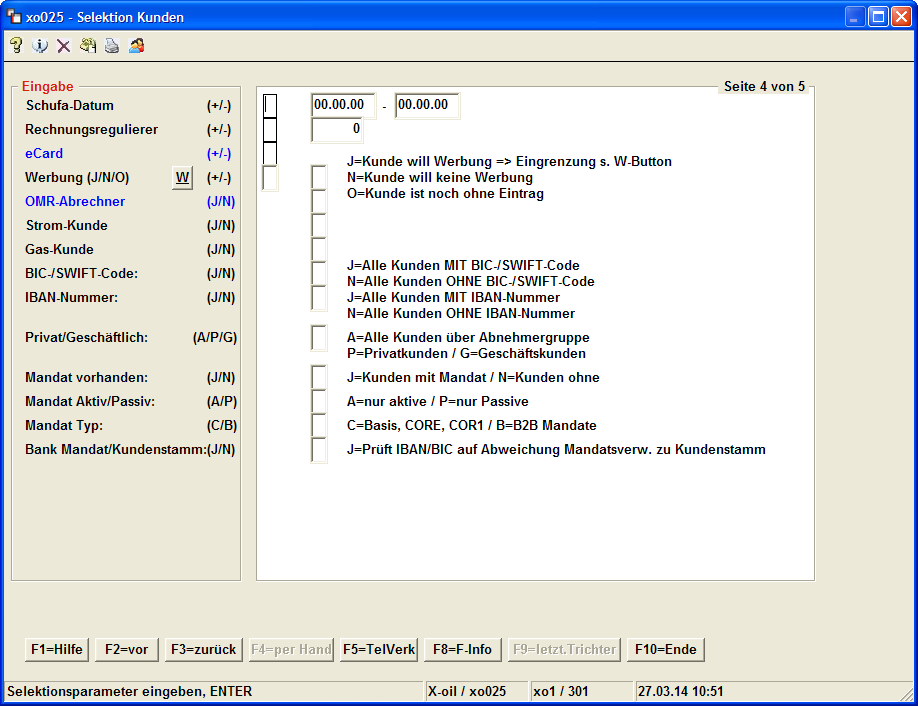 xo025 - Selektion Kunden
Eingabe
Seite 4 von 5
Schufa-Datum (+/-) 00.00.00 - 00.00.00
Rechnungsregulierer (+/-) 0
eCard (+/-)
J=Kunde will Werbung => Eingrenzung s. W-Button
Werbung (J/N/O) W (+/-) N=Kunde will keine Werbung
O=Kunde ist noch ohne Eintrag
OMR-Abrechner (J/N)
Strom-Kunde (J/N)
Gas-Kunde (J/N)
J=Alle Kunden MIT BIC-/SWIFT-Code
BIC-/SWIFT-Code: (J/N)
N=Alle Kunden OHNE BIC-/SWIFT-Code
IBAN-Nummer: (J/N) J=Alle Kunden MIT IBAN-Nummer
N=Alle Kunden OHNE IBAN-Nummer
Privat/Geschäftlich: (A/P/G) A=Alle Kunden über Abnehmergruppe
P=Privatkunden / G=Geschäftskunden
Mandat vorhanden: (J/N) J=Kunden mit Mandat / N=Kunden ohne
Mandat Aktiv/Passiv: (A/P) A=nur aktive / P=nur Passive
Mandat Typ: (C/B) C=Basis, CORE, COR1 / B=B2B Mandate
Bank Mandat/Kundenstamm:(J/N) J=Prüft IBAN/BIC auf Abweichung Mandatsverw. zu Kundenstamm
F1=Hilfe F2=vor F3=zurück F4=per Hand F5=TelVerk F8=F-Info F9=letzt.Trichter F10=Ende
Selektionsparameter eingeben, ENTER X-oil / xo025 xo1 / 301 27.03.14 10:51